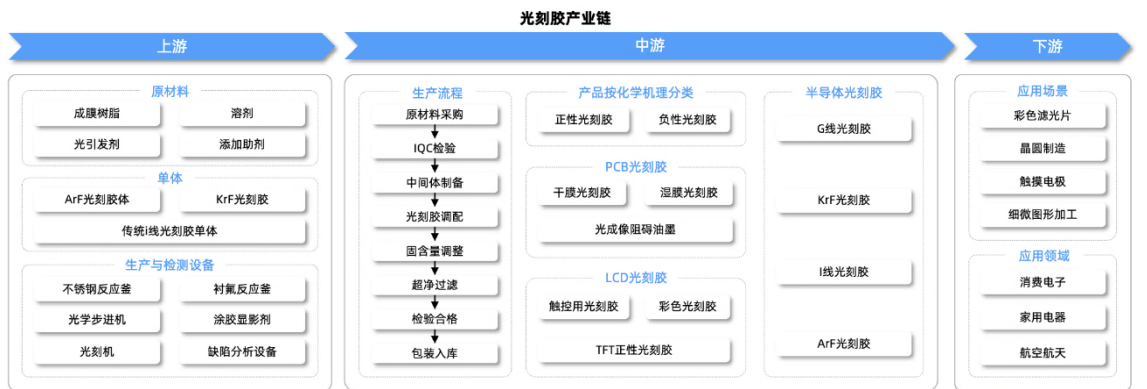 光刻胶产业链
上游
中游
下游
原材料
成膜树脂
溶剂
光引发剂
添加助剂
单体
ArF光刻胶体
KrF光刻胶
传统i线光刻胶单体
生产与检测设备
不锈钢反应釜
衬氟反应釜
光学步进机
涂胶显影剂
光刻机
缺陷分析设备
生产流程
原材料采购
IQC检验
中间体制备
光刻胶调配
固含量调整
超净过滤
检验合格
包装入库
产品按化学机理分类
正性光刻胶
负性光刻胶
PCB光刻胶
干膜光刻胶
湿膜光刻胶
光成像阻碍油墨
LCD光刻胶
触控用光刻胶
彩色光刻胶
TFT正性光刻胶
半导体光刻胶
G线光刻胶
KrF光刻胶
I线光刻胶
ArF光刻胶
应用场景
彩色滤光片
晶圆制造
触摸电极
细微图形加工
应用领域
消费电子
家用电器
航空航天